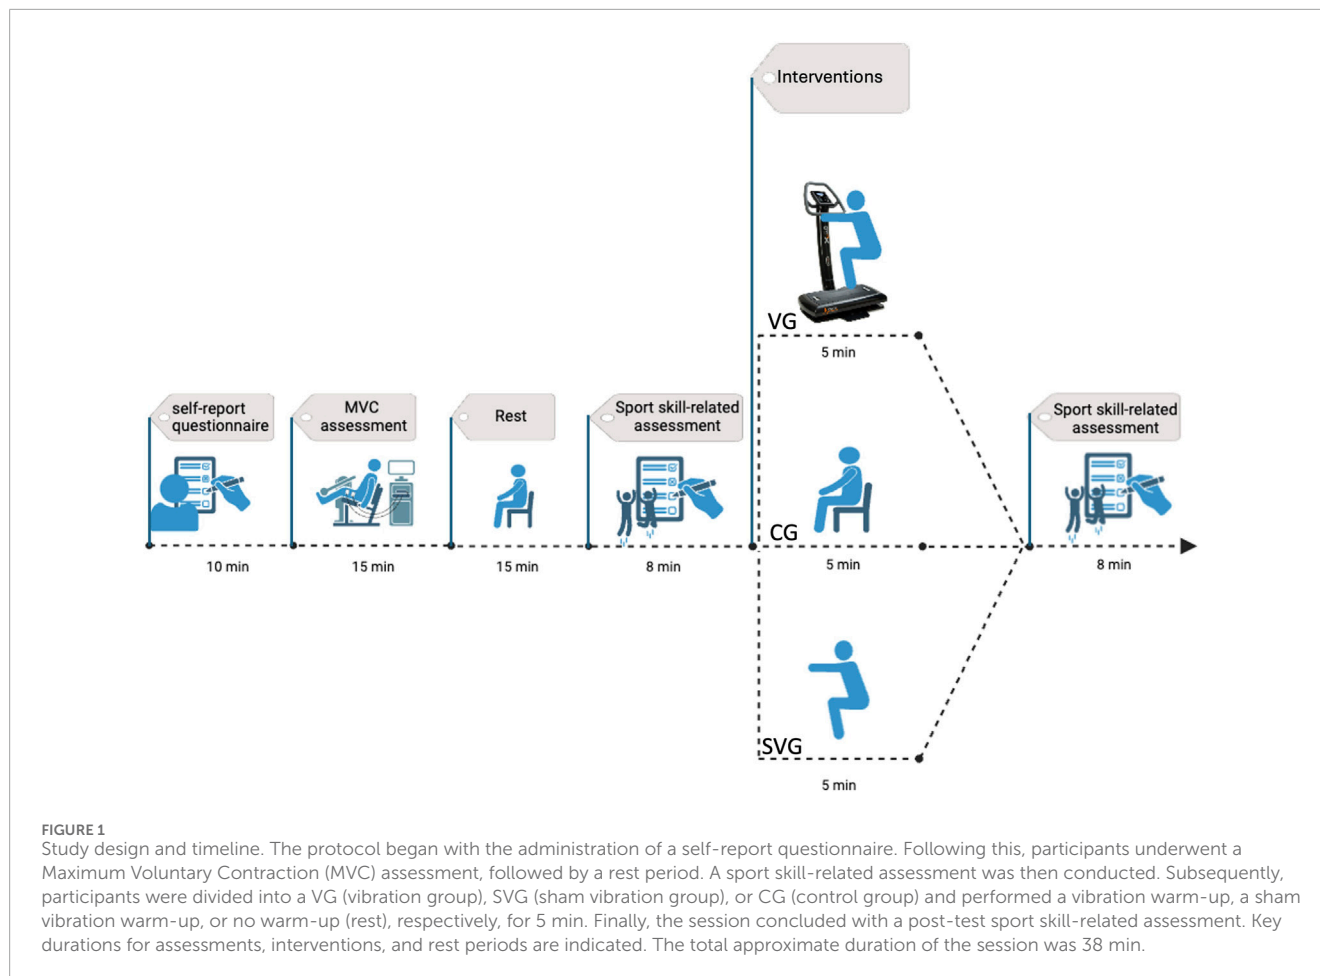 Interventions
VG
5 min
self-report
questionnaire
MVC
assessment
Rest
Sport skill-related
assessment
Sport skill-related
assessment
CG
10 min
15 min
15 min
8 min
5 min
8 min
SVG
5 min
FIGURE 1
Study design and timeline. The protocol began with the administration of a self-report questionnaire. Following this, participants underwent a
Maximum Voluntary Contraction (MVC) assessment, followed by a rest period. A sport skill-related assessment was then conducted. Subsequently,
participants were divided into a VG (vibration group), SVG (sham vibration group), or CG (control group) and performed a vibration warm-up, a sham
vibration warm-up, or no warm-up (rest), respectively, for 5 min. Finally, the session concluded with a post-test sport skill-related assessment. Key
durations for assessments, interventions, and rest periods are indicated. The total approximate duration of the session was 38 min.